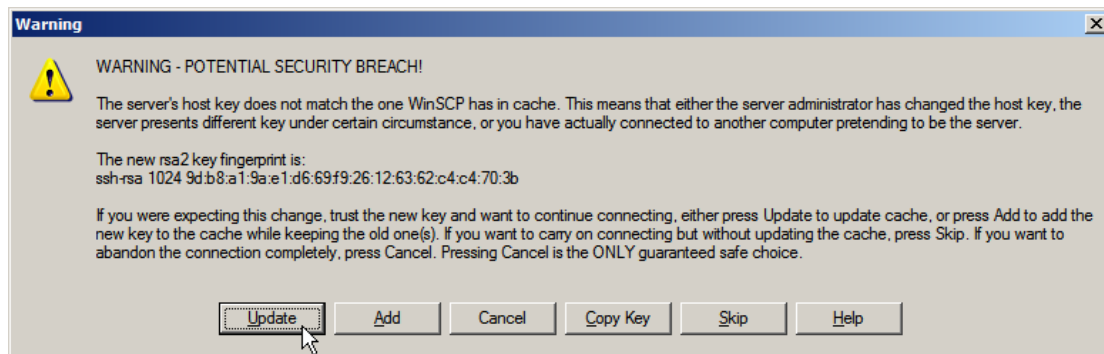 Warning
WARNING - POTENTIAL SECURITY BREACH!
The server's host key does not match the one WinSCP has in cache. This means that either the server administrator has changed the host key, the
server presents different key under certain circumstance, or you have actually connected to another computer pretending to be the server.
The new rsa2 key fingerprint is:
ssh-rsa 1024 9d:b8:a1:9a:e1:d6:69:f9:26:12:63:62:c4:c4:70:3b
If you were expecting this change, trust the new key and want to continue connecting, either press Update to update cache, or press Add to add the
new key to the cache while keeping the old one(s). If you want to carry on connecting but without updating the cache, press Skip. If you want to
abandon the connection completely, press Cancel. Pressing Cancel is the ONLY guaranteed safe choice.
Update Add Cancel Copy Key Skip Help